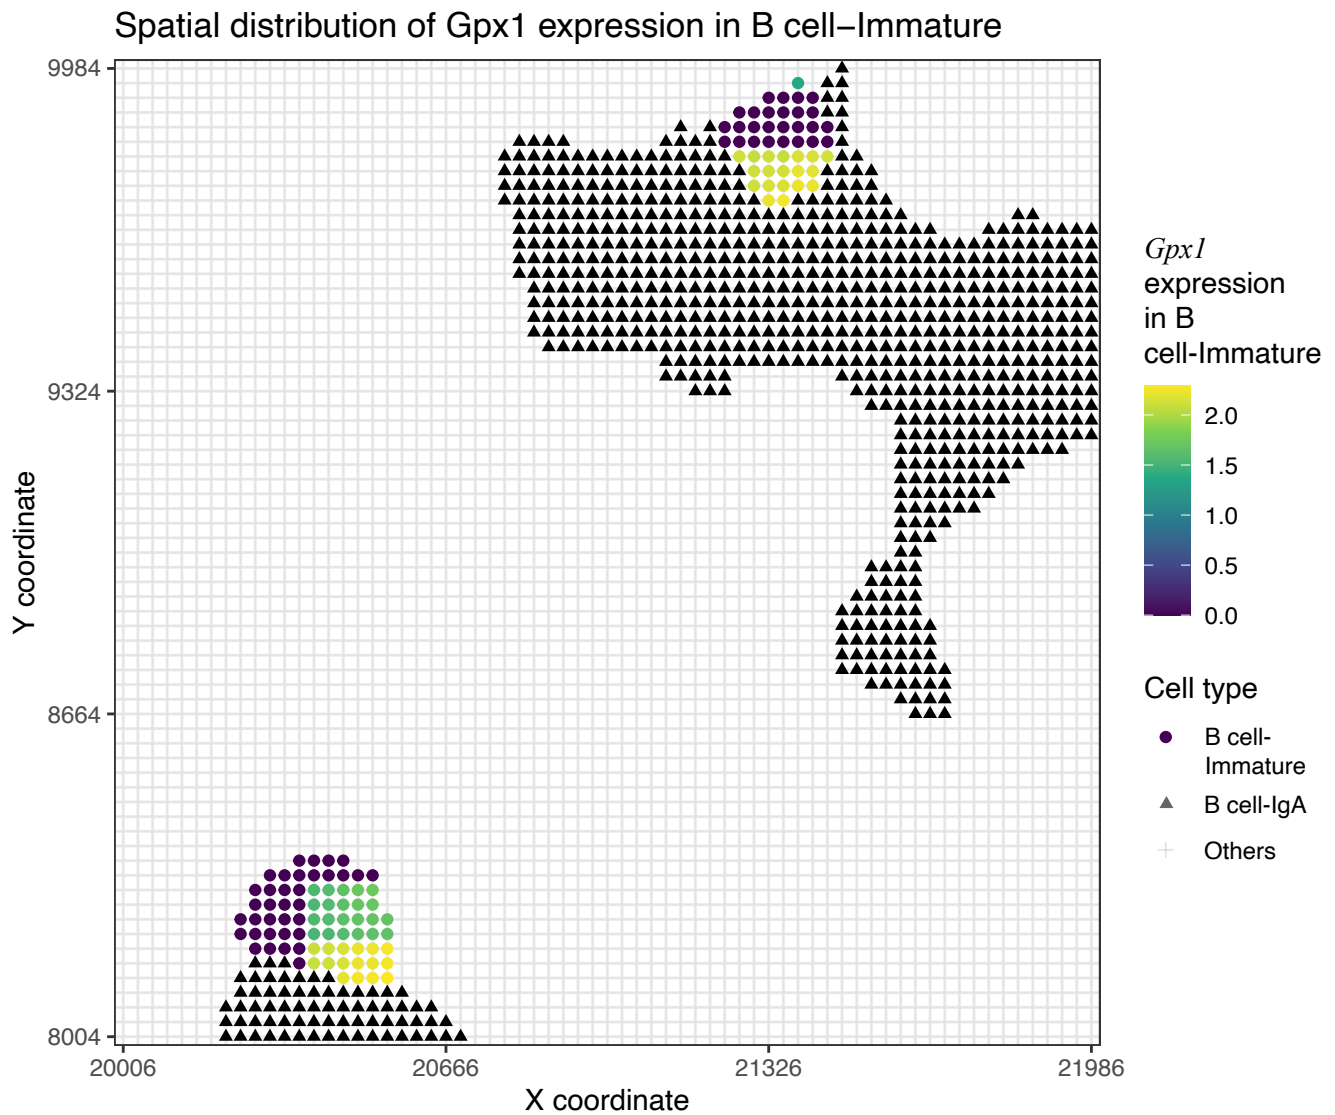 Spatial distribution of Gpx1 expression in B cell−Immature
9984
9324
8664
8004
Y coordinate
20006
20666
21326
21986
X coordinate
Gpx1
expression
in B
cell-Immature
2.0
1.5
1.0
0.5
0.0
Cell type
B cell-
Immature
B cell-IgA
Others